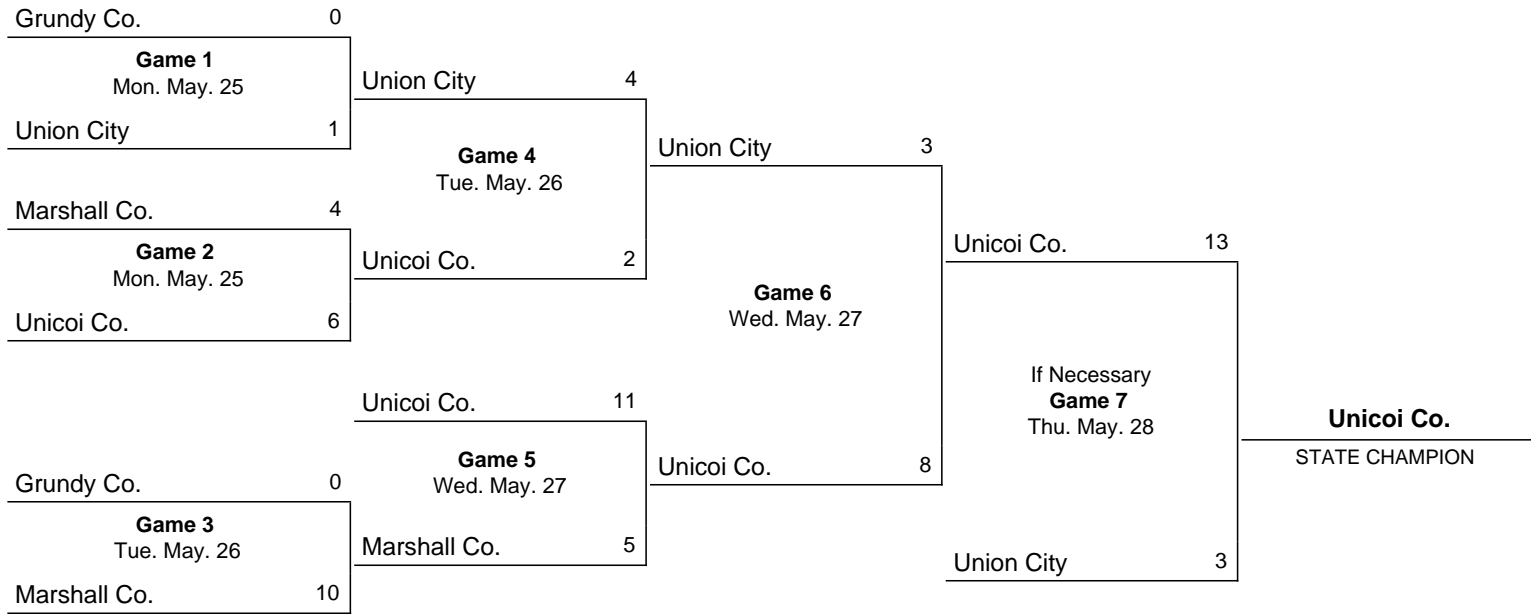 Grundy Co. 0
Game 1
Mon. May. 25
Union City 1
Marshall Co. 4
Game 2
Mon. May. 25
Unicoi Co. 6
Grundy Co. 0
Game 3
Tue. May. 26
Marshall Co. 10
Union City 4
Game 4
Tue. May. 26
Unicoi Co. 2
Unicoi Co. 11
Game 5
Wed. May. 27
Marshall Co. 5
Union City 3
Game 6
Wed. May. 27
Unicoi Co. 8
Unicoi Co. 13
If Necessary
Game 7
Thu. May. 28
Union City 3
Unicoi Co.
STATE CHAMPION